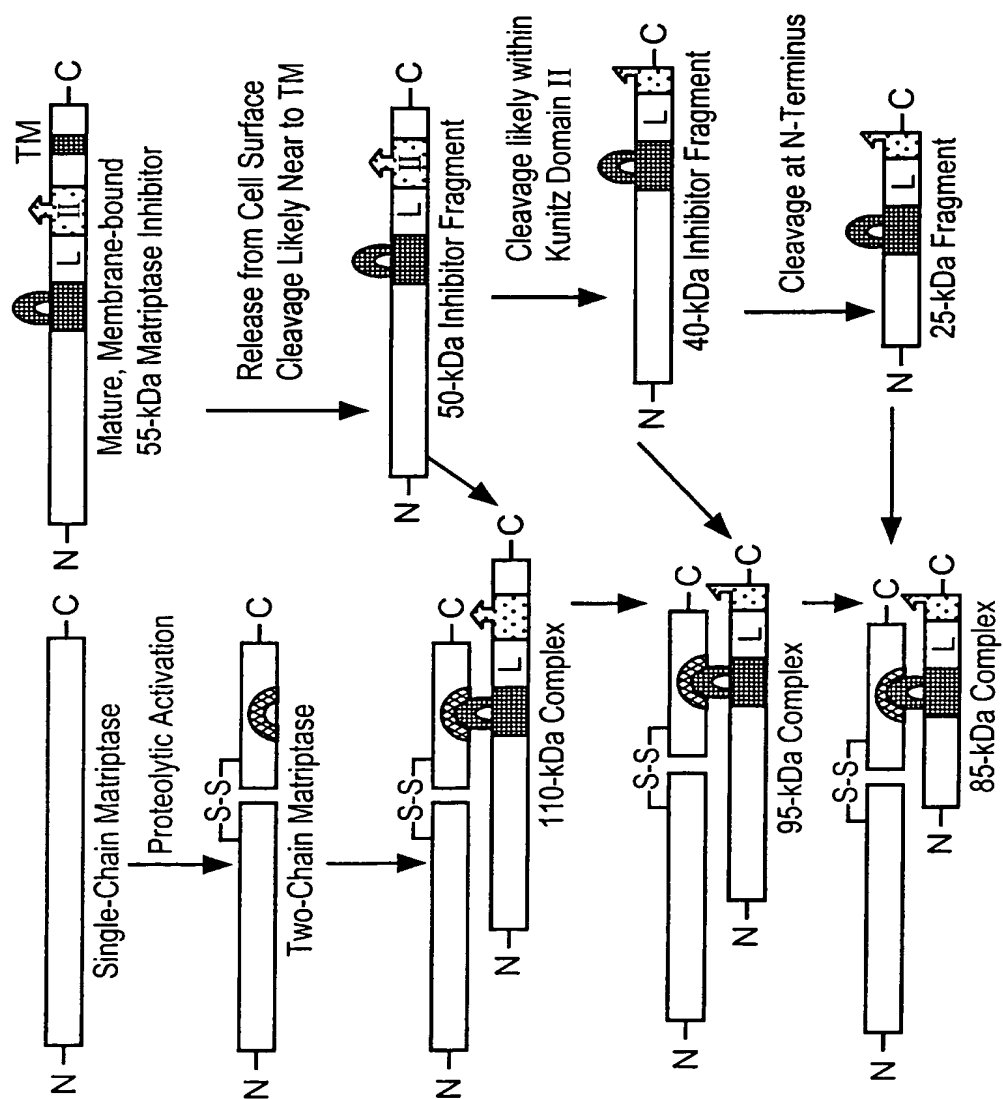 N C
Single-Chain Matriptase
Proteolytic Activation
S-S
N C
Two-Chain Matriptase
S-S
N C
N L C
110-kDa Complex
S-S
N C
N L C
95-kDa Complex
S-S
N C
N L C
85-kDa Complex
TM
N L II C
Mature, Membrane-bound
55-kDa Matriptase Inhibitor
Release from Cell Surface
Cleavage Likely Near to TM
N L II C
50-kDa Inhibitor Fragment
Cleavage likely within
Kunitz Domain II
N L C
40-kDa Inhibitor Fragment
Cleavage at N-Terminus
N L C
25-kDa Fragment